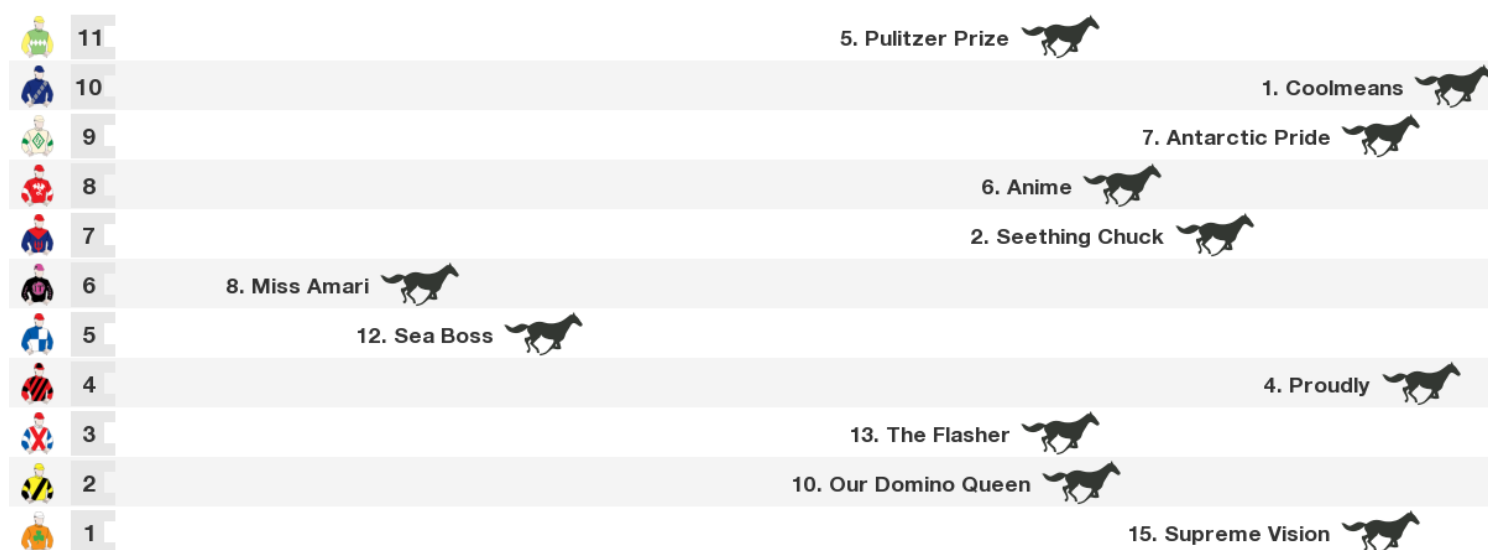 11 5. Pulitzer Prize
10 1. Coolmeans
9 7. Antarctic Pride
8 6. Anime
7 2. Seething Chuck
6 8. Miss Amari
5 12. Sea Boss
4 4. Proudly
3 13. The Flasher
2 10. Our Domino Queen
1 15. Supreme Vision